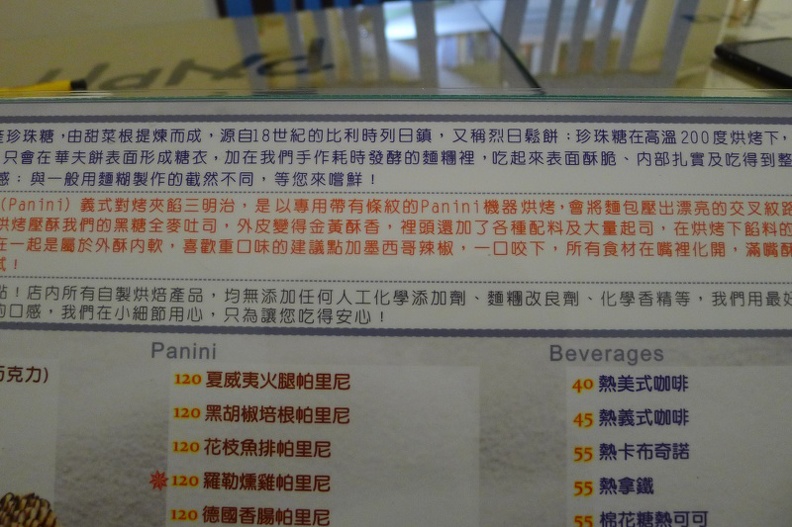 珍珠糖，由甜菜根提煉而成，源自18世紀的比利時列日鎮，又稱烈日鬆餅：珍珠糖在高溫200度烘烤下，
只會在華夫餅表面形成糖衣，加在我們手作耗時發酵的麵糰裡，吃起來表面酥脆、內部扎實及吃得到整
感；與一般用麵糊製作的截然不同，等您來嚐鮮！
(Panini) 義式對烤夾餡三明治，是以專用帶有條紋的Panini機器烘烤，會將麵包壓出漂亮的交叉紋路
烘烤壓酥我們的黑糖全麥吐司，外皮變得金黃酥香，裡頭還加了各種配料及大量起司，在烘烤下餡料的
在一起是屬於外酥內軟，喜歡重口味的建議點加墨西哥辣椒，一口咬下，所有食材在嘴裡化開，滿嘴酥
試！
點！店內所有自製烘焙產品，均無添加任何人工化學添加劑、麵糰改良劑、化學香精等，我們用最好
的口感，我們在小細節用心，只為讓您吃得安心！
Panini
Beverages
巧克力)
120 夏威夷火腿帕里尼
40 熱美式咖啡
120 黑胡椒培根帕里尼
45 熱義式咖啡
120 花枝魚排帕里尼
55 熱卡布奇諾
120 羅勒燻雞帕里尼
55 熱拿鐵
120 德國香腸帕里尼
55 棉花糖熱可可